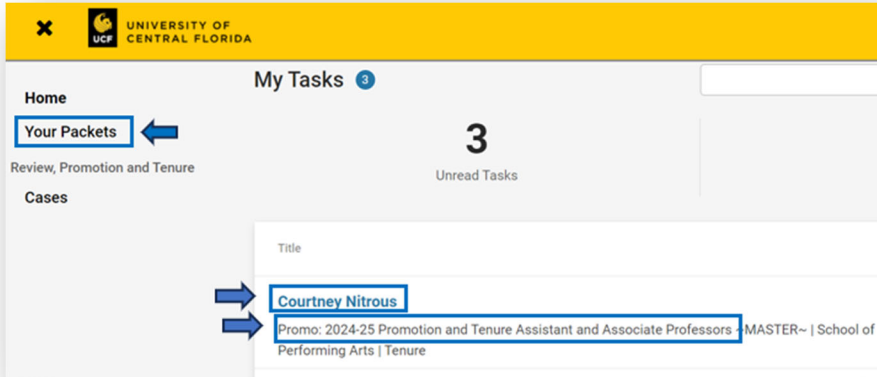 UNIVERSITY OF
UCF CENTRAL FLORIDA
Home
Your Packets
Review, Promotion and Tenure
Cases
My Tasks 3
3
Unread Tasks
Title
Courtney Nitrous
Promo: 2024-25 Promotion and Tenure Assistant and Associate Professors ~MASTER~ | School of
Performing Arts | Tenure